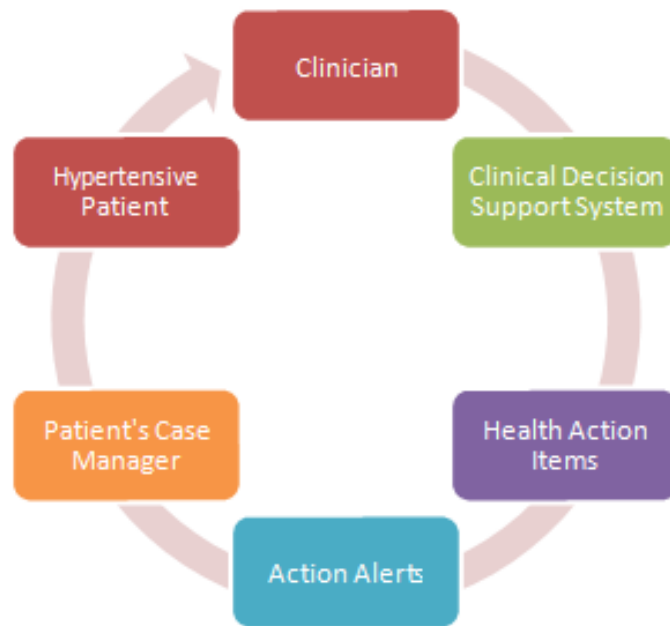 Clinician
Clinical Decision
Support System
Health Action
Items
Action Alerts
Patient's Case
Manager
Hypertensive
Patient